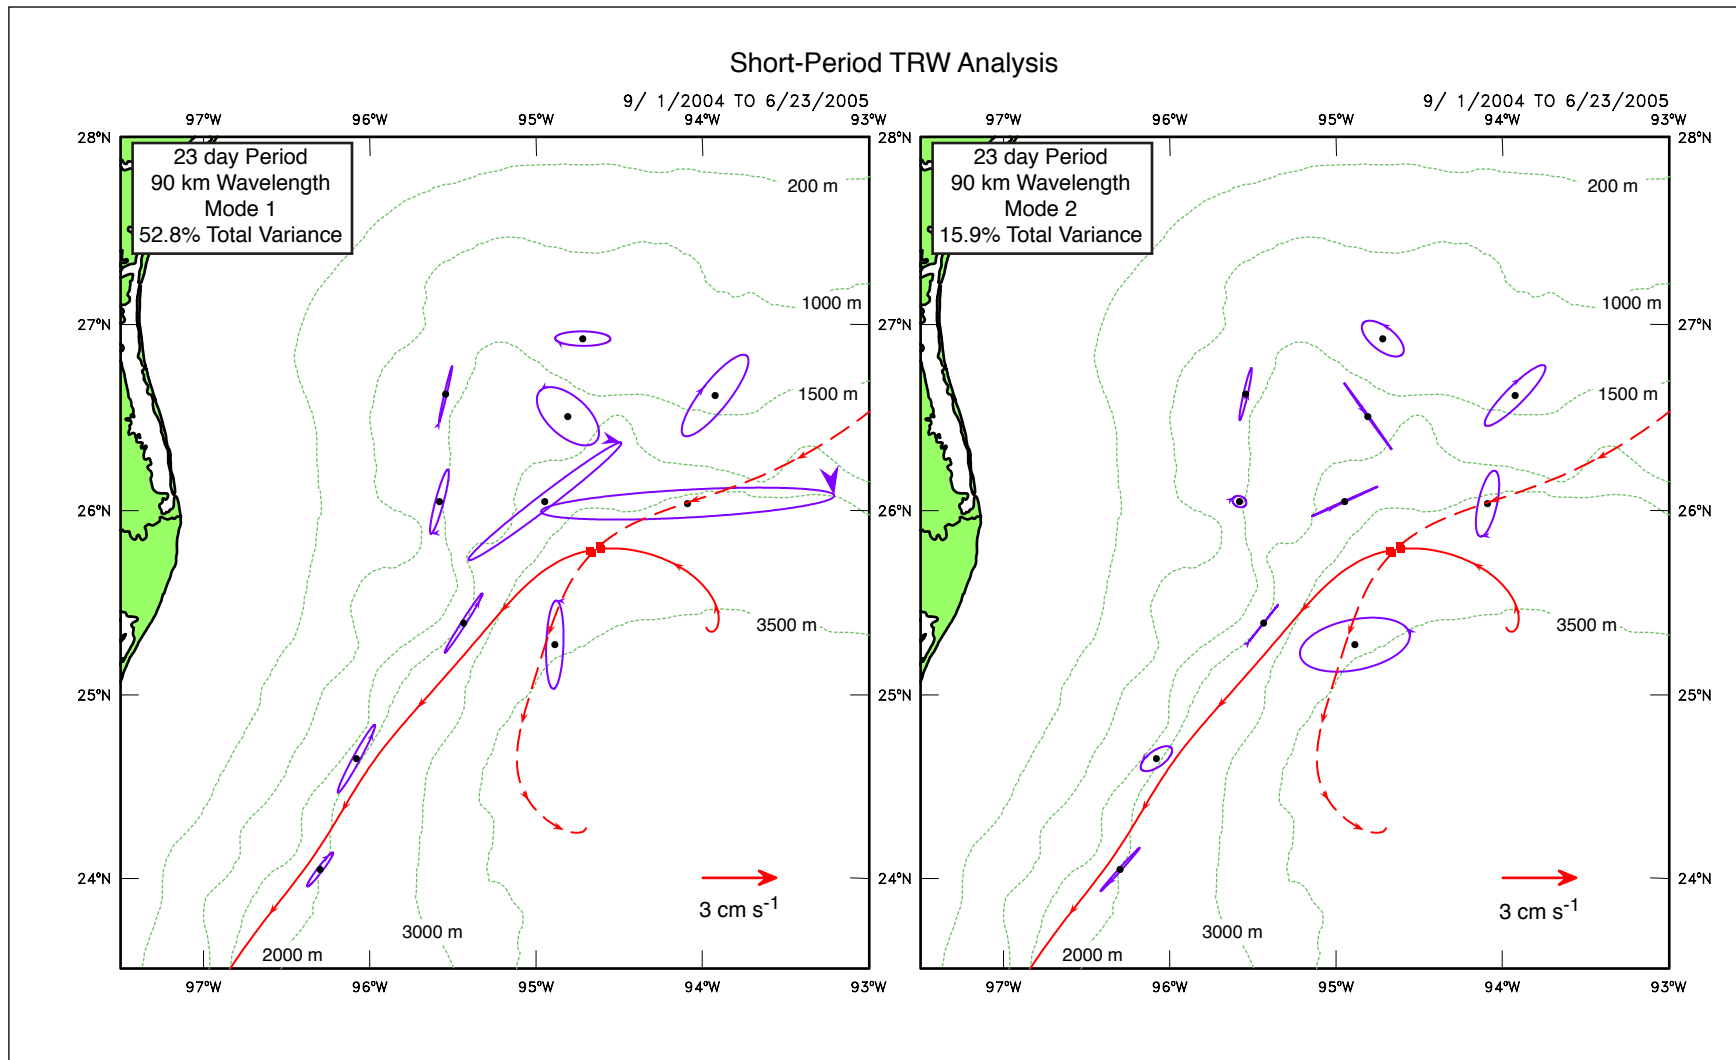 Short-Period TRW Analysis
9/ 1/2004 TO 6/23/2005
97°W 96°W 95°W 94°W 93°W
28°N
23 day Period
90 km Wavelength
Mode 1
52.8% Total Variance
200 m
1000 m
27°N
1500 m
26°N
3500 m
25°N
24°N
3 cm s-1
3000 m
2000 m
97°W 96°W 95°W 94°W 93°W
9/ 1/2004 TO 6/23/2005
97°W 96°W 95°W 94°W 93°W
28°N 28°N
23 day Period
90 km Wavelength
Mode 2
15.9% Total Variance
200 m
1000 m
27°N 27°N
1500 m
26°N 26°N
3500 m
25°N 25°N
24°N 24°N
3 cm s-1
3000 m
2000 m
97°W 96°W 95°W 94°W 93°W